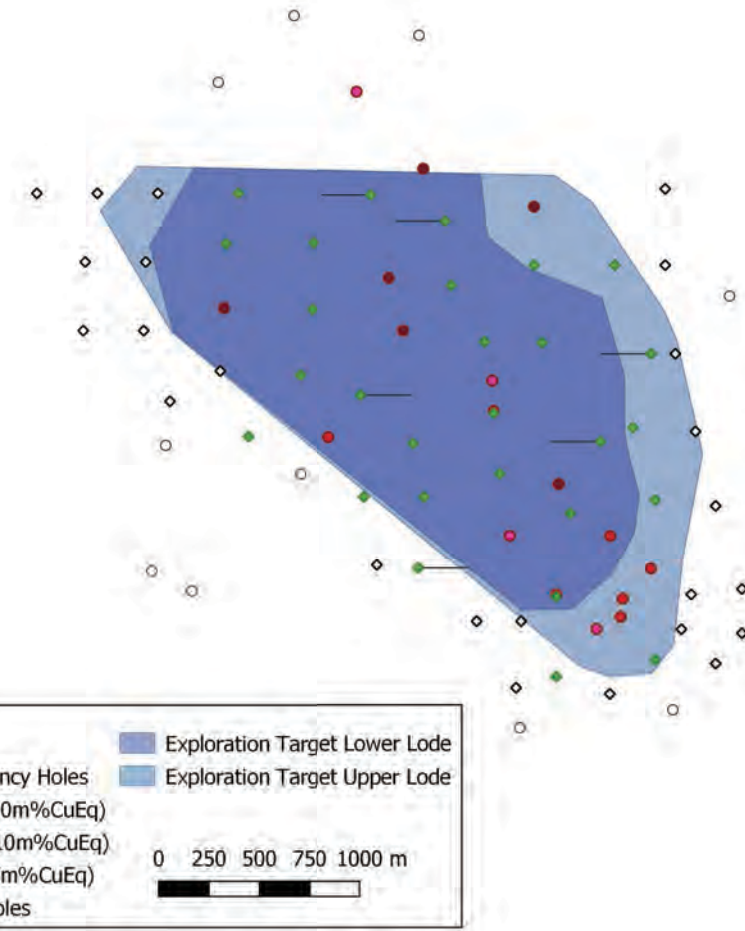 Exploration Target Lower Lode
ncy Holes Exploration Target Upper Lode
0m%CuEq)
10m%CuEq)
0 250 500 750 1000 m
m%CuEq)
oles